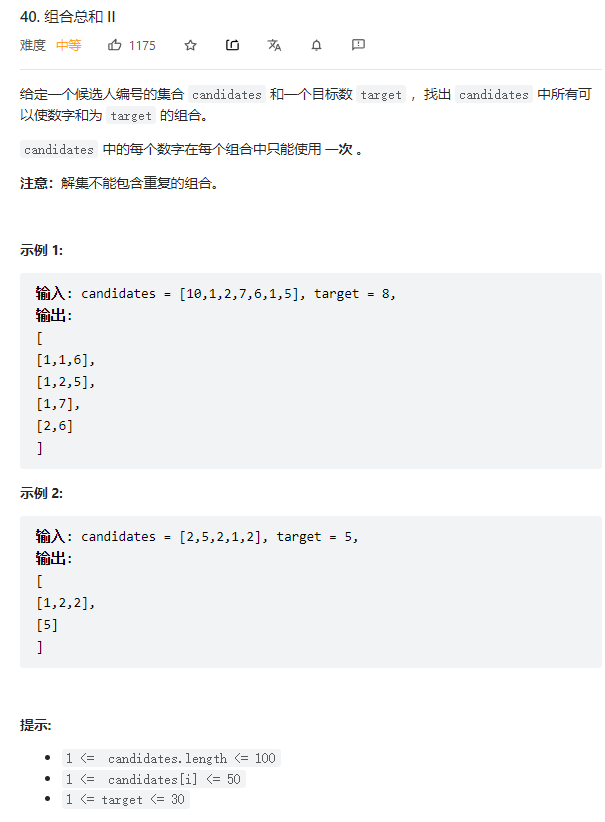 40. 组合总和 II
难度 中等 1175
给定一个候选人编号的集合 candidates 和一个目标数 target ，找出 candidates 中所有可
以使数字和为 target 的组合。
candidates 中的每个数字在每个组合中只能使用 一次 。
注意：解集不能包含重复的组合。
示例 1:
输入: candidates = [10,1,2,7,6,1,5], target = 8,
输出:
[
[1,1,6],
[1,2,5],
[1,7],
[2,6]
]
示例 2:
输入: candidates = [2,5,2,1,2], target = 5,
输出:
[
[1,2,2],
[5]
]
提示:
1 <= candidates.length <= 100
1 <= candidates[i] <= 50
1 <= target <= 30